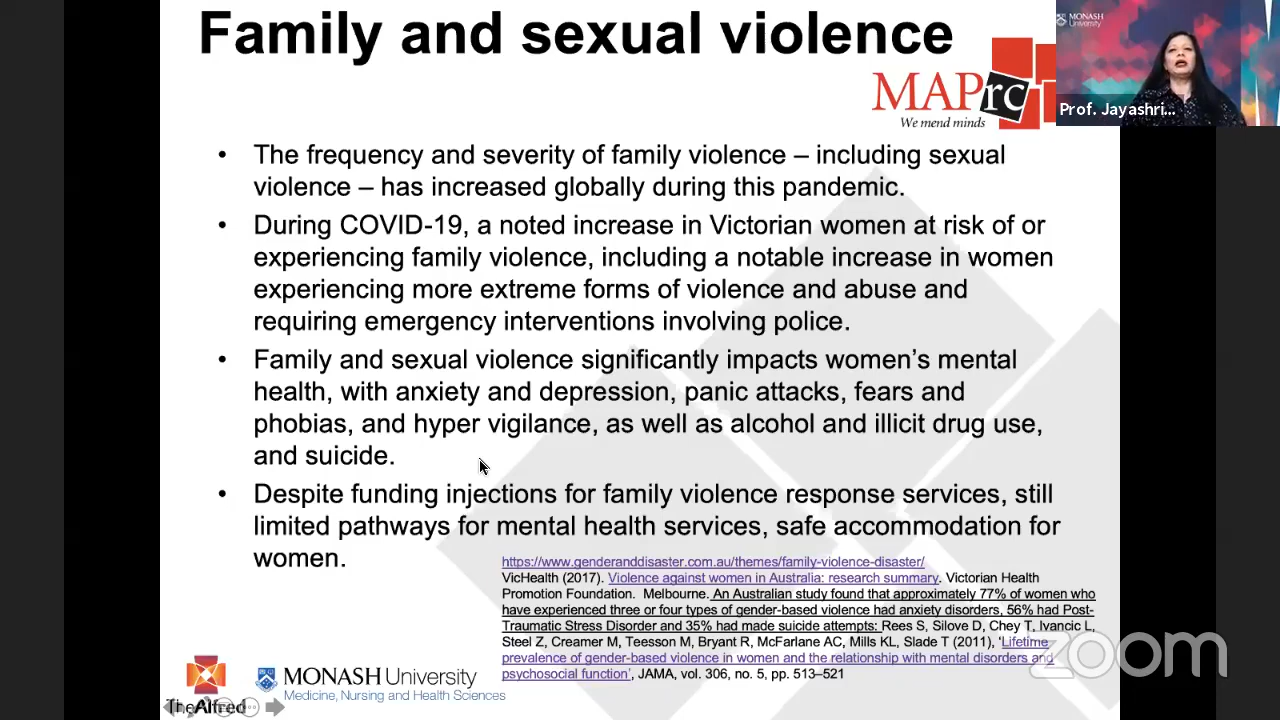 Family and sexual violence
MONASH
University
MAPrc
We mend minds
Prof. Jayashri...
• The frequency and severity of family violence – including sexual
violence – has increased globally during this pandemic.
• During COVID-19, a noted increase in Victorian women at risk of or
experiencing family violence, including a notable increase in women
experiencing more extreme forms of violence and abuse and
requiring emergency interventions involving police.
• Family and sexual violence significantly impacts women’s mental
health, with anxiety and depression, panic attacks, fears and
phobias, and hyper vigilance, as well as alcohol and illicit drug use,
and suicide.
• Despite funding injections for family violence response services, still
limited pathways for mental health services, safe accommodation for
women.
https://www.genderanddisaster.com.au/themes/family-violence-disaster/
VicHealth (2017). Violence against women in Australia: research summary. Victorian Health
Promotion Foundation. Melbourne. An Australian study found that approximately 77% of women who
have experienced three or four types of gender-based violence had anxiety disorders, 56% had Post-
Traumatic Stress Disorder and 35% had made suicide attempts: Rees S, Silove D, Chey T, Ivancic L,
Steel Z, Creamer M, Teesson M, Bryant R, McFarlane AC, Mills KL, Slade T (2011), ‘Lifetime
prevalence of gender-based violence in women and the relationship with mental disorders and
psychosocial function’, JAMA, vol. 306, no. 5, pp. 513–521
zoom
MONASH University
Medicine, Nursing and Health Sciences
TheAlfred